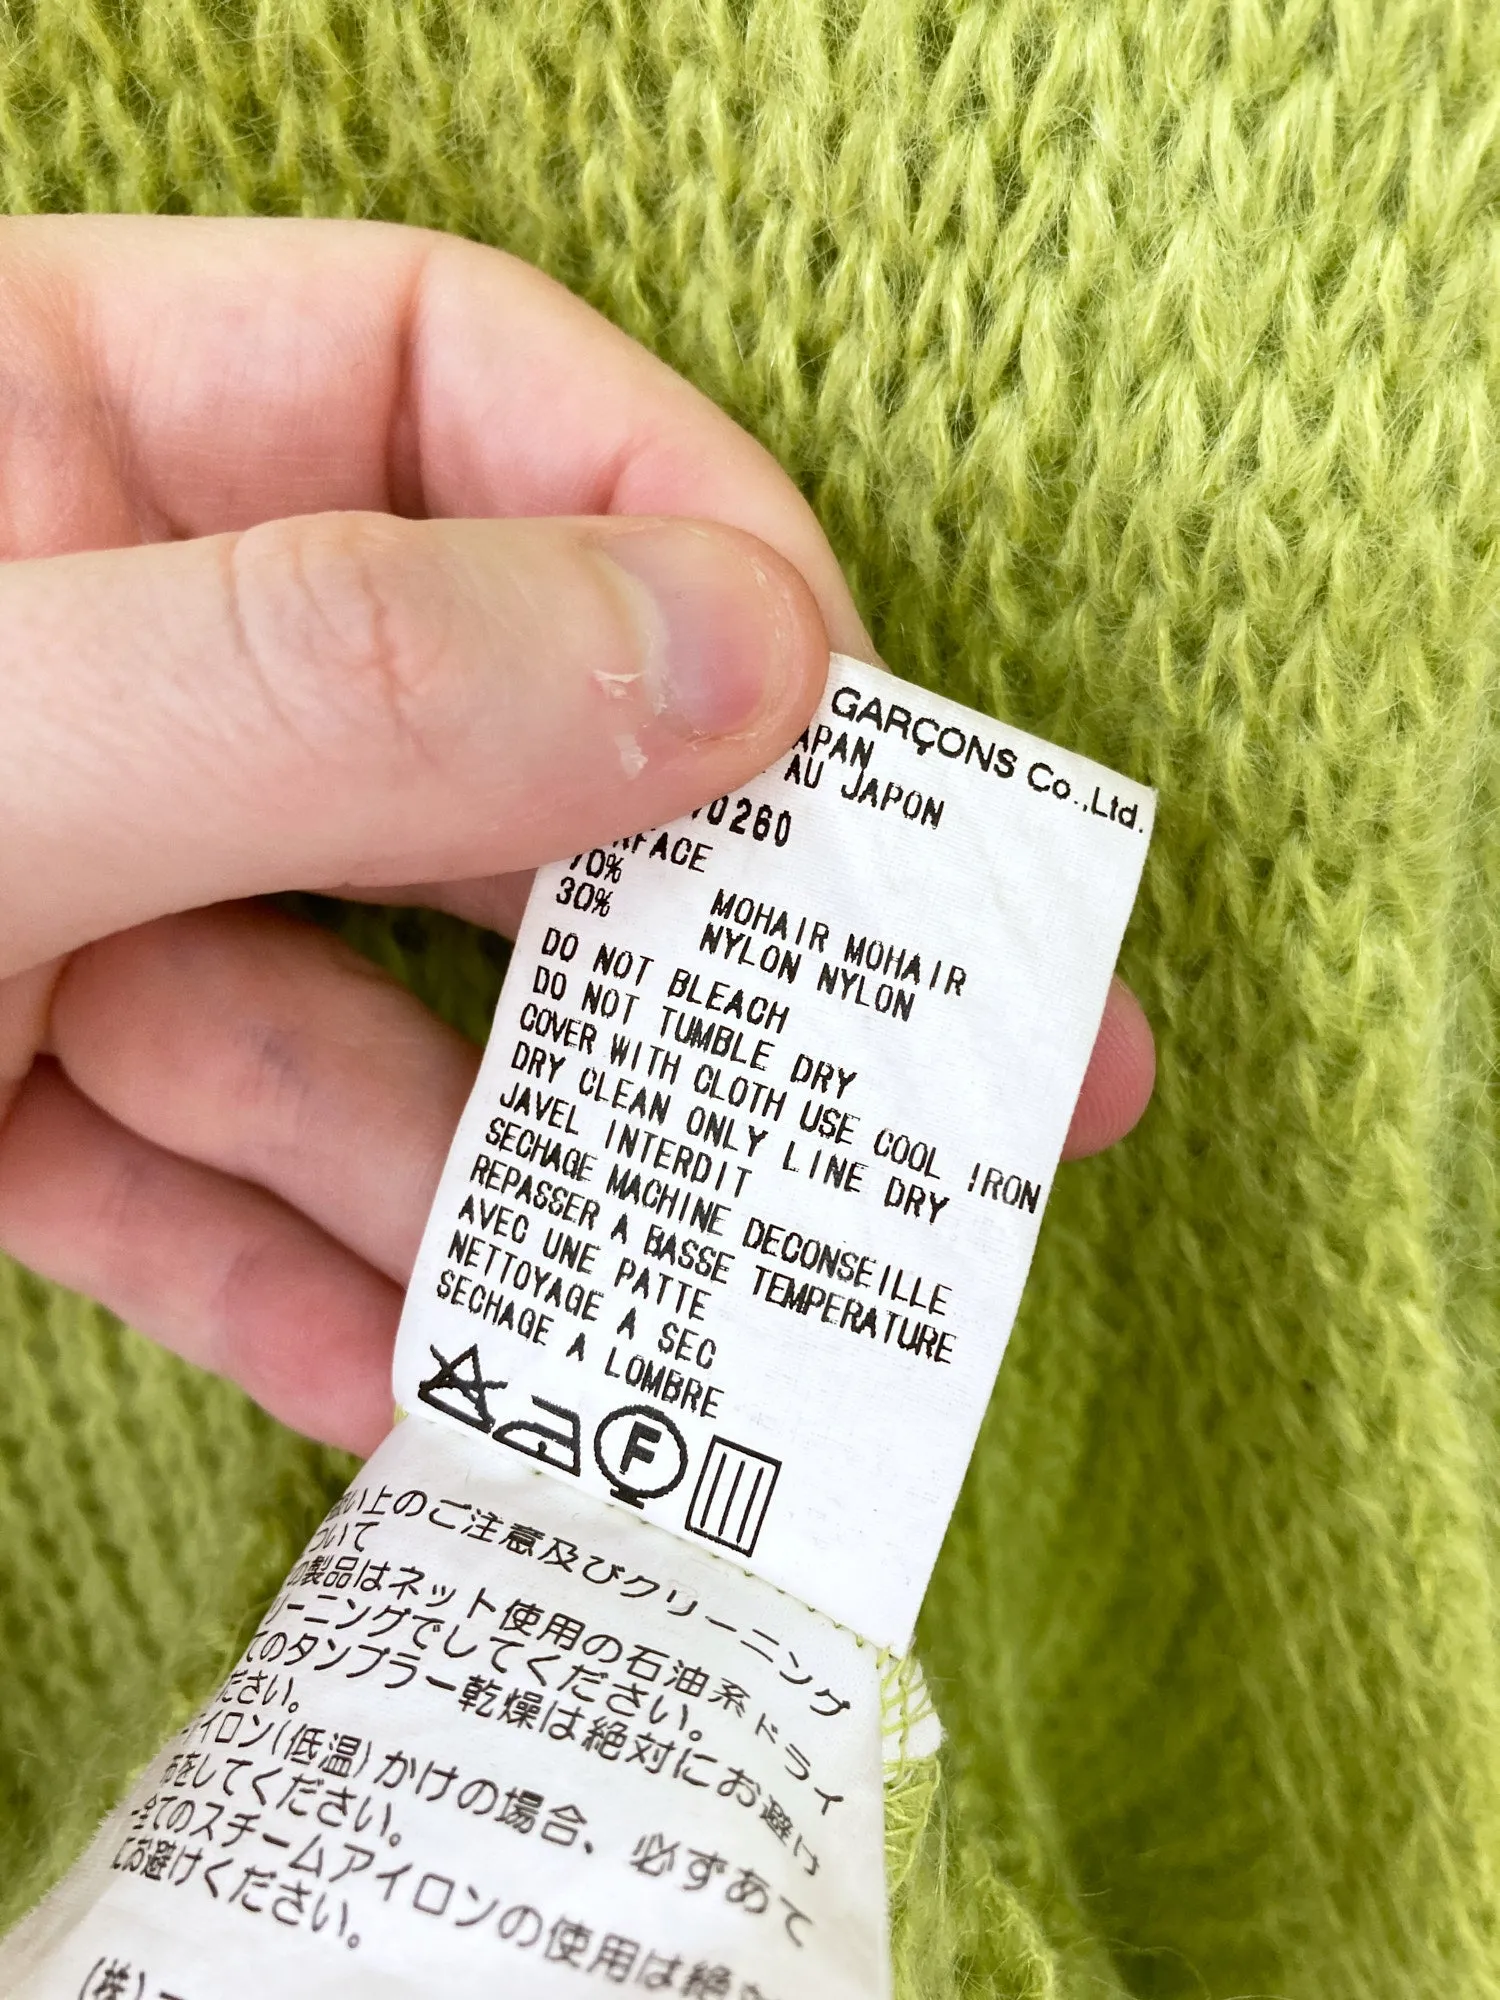 GARÇONS Co.,Ltd.
APAN
AU JAPON
70260
RFACE
70%    MOHAIR MOHAIR
30%    NYLON NYLON
DO NOT BLEACH
DO NOT TUMBLE DRY
COVER WITH CLOTH USE COOL IRON
DRY CLEAN ONLY LINE DRY
JAVEL INTERDIT
SECHAGE MACHINE DECONSEILLE
REPASSER A BASSE TEMPERATURE
AVEC UNE PATTE
NETTOYAGE A SEC
SECHAGE A LOMBRE
F
扱い上のご注意及びクリーニング
ついて
の製品はネット使用の石油系ドライ
リーニングでしてください。
てのタンブラー乾燥は絶対にお避け
ださい。
アイロン(低温)かけの場合、必ずあて
布をしてください。
全てのスチームアイロンの使用は絶対
にお避けください。
(株)